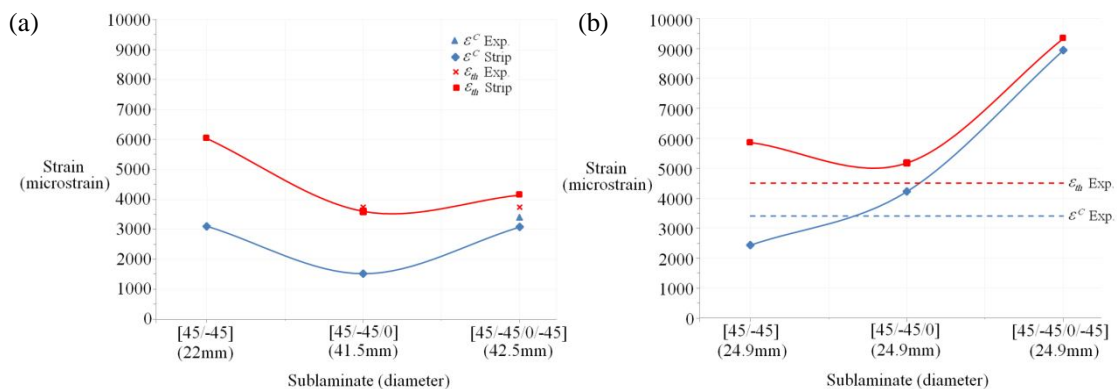 (a)
10000
9000
8000
7000
6000
5000
4000
3000
2000
1000
0
Strain
(microstrain)
ε^C Exp.
ε^C Strip
ε_th Exp.
ε_th Strip
[45/-45]
(22mm)
[45/-45/0]
(41.5mm)
[45/-45/0/-45]
(42.5mm)
Sublaminate (diameter)
(b)
10000
9000
8000
7000
6000
5000
4000
3000
2000
1000
0
Strain
(microstrain)
ε_th Exp.
ε^C Exp.
[45/-45]
(24.9mm)
[45/-45/0]
(24.9mm)
[45/-45/0/-45]
(24.9mm)
Sublaminate (diameter)